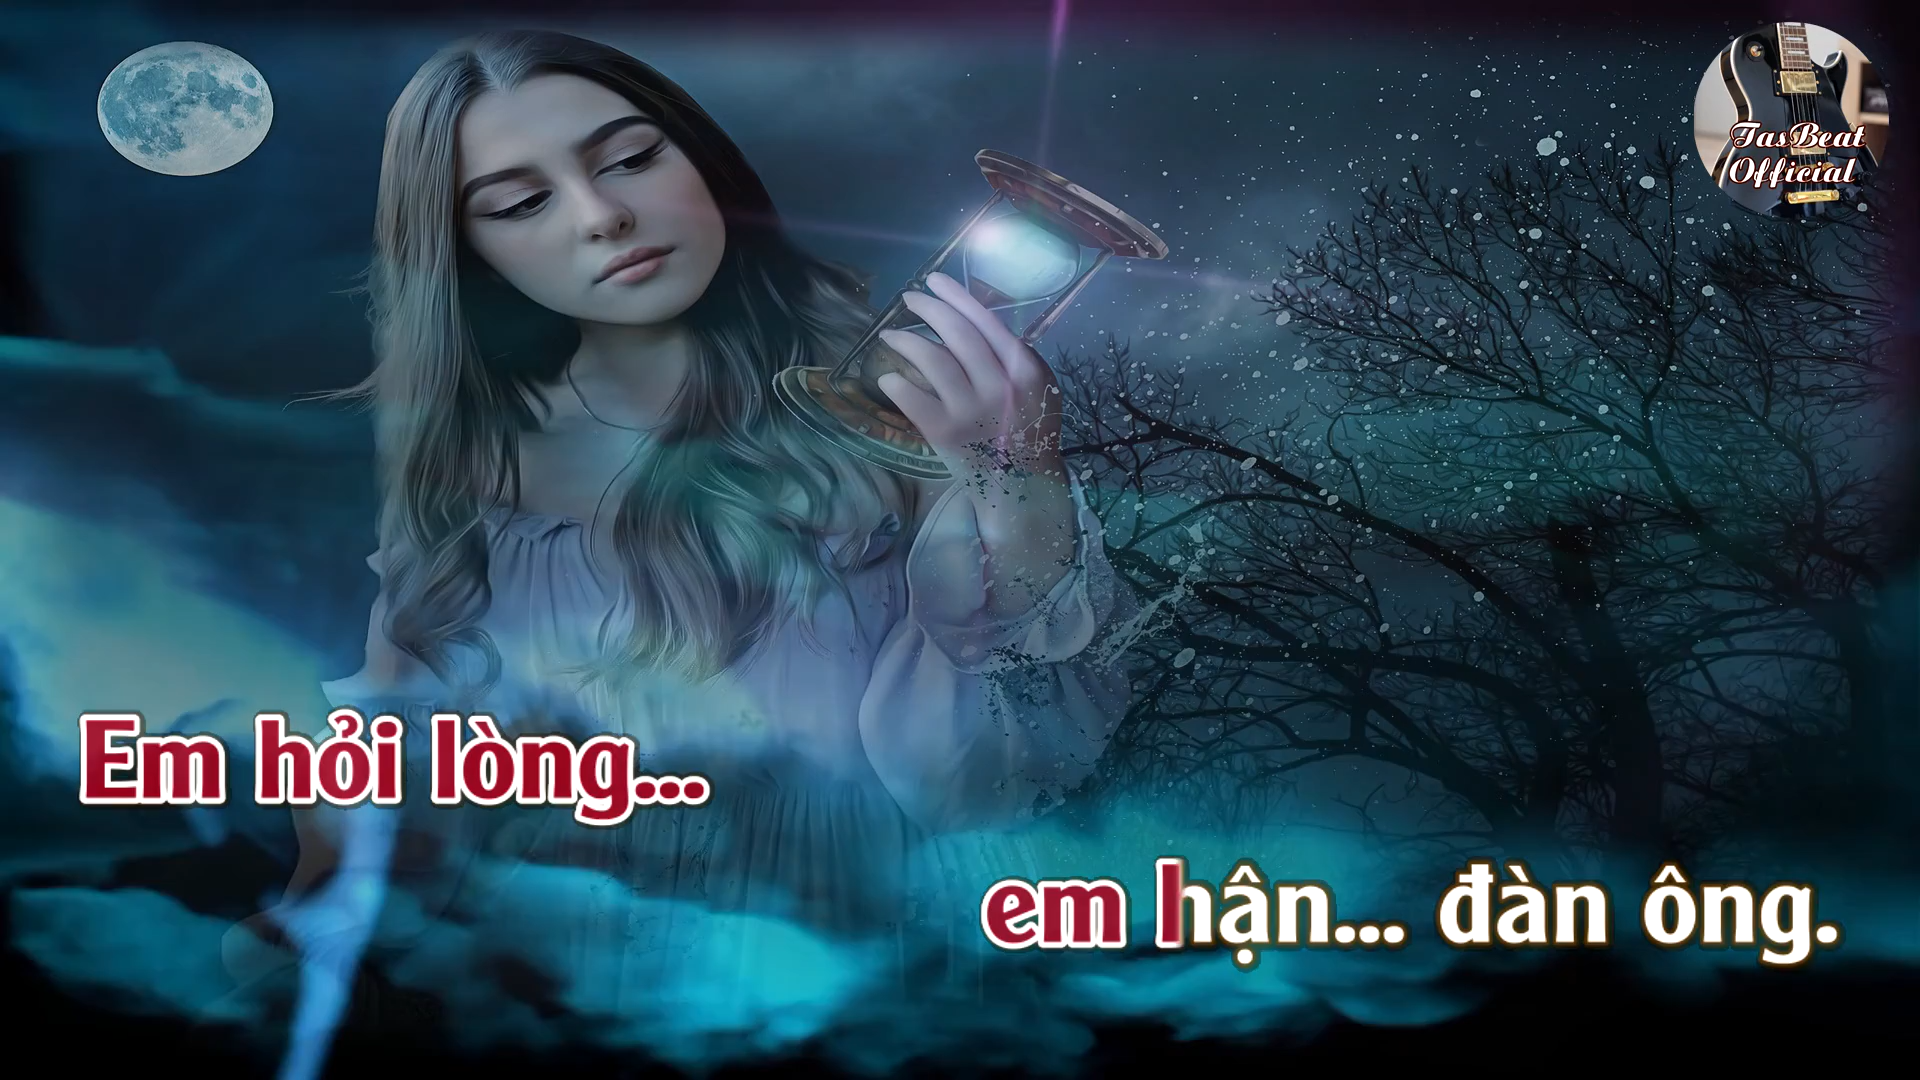 TasBeat
Official
Em hỏi lòng...
em hận... đàn ông.